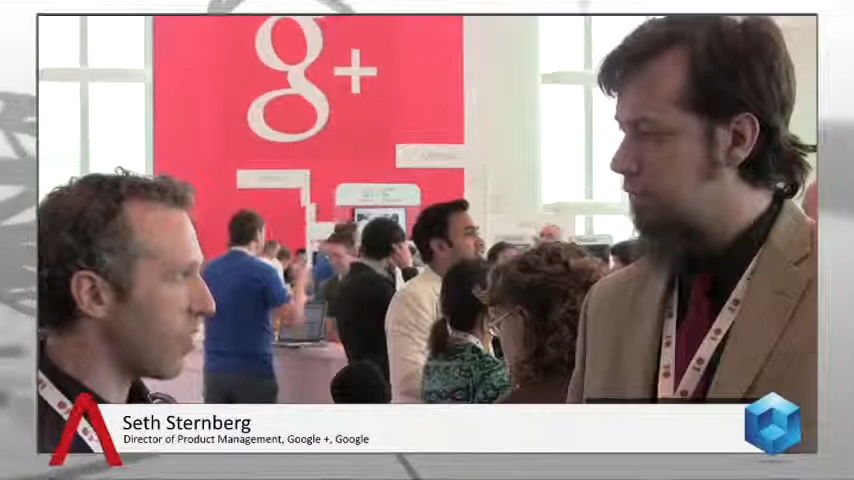 g+
Seth Sternberg
Director of Product Management, Google +, Google